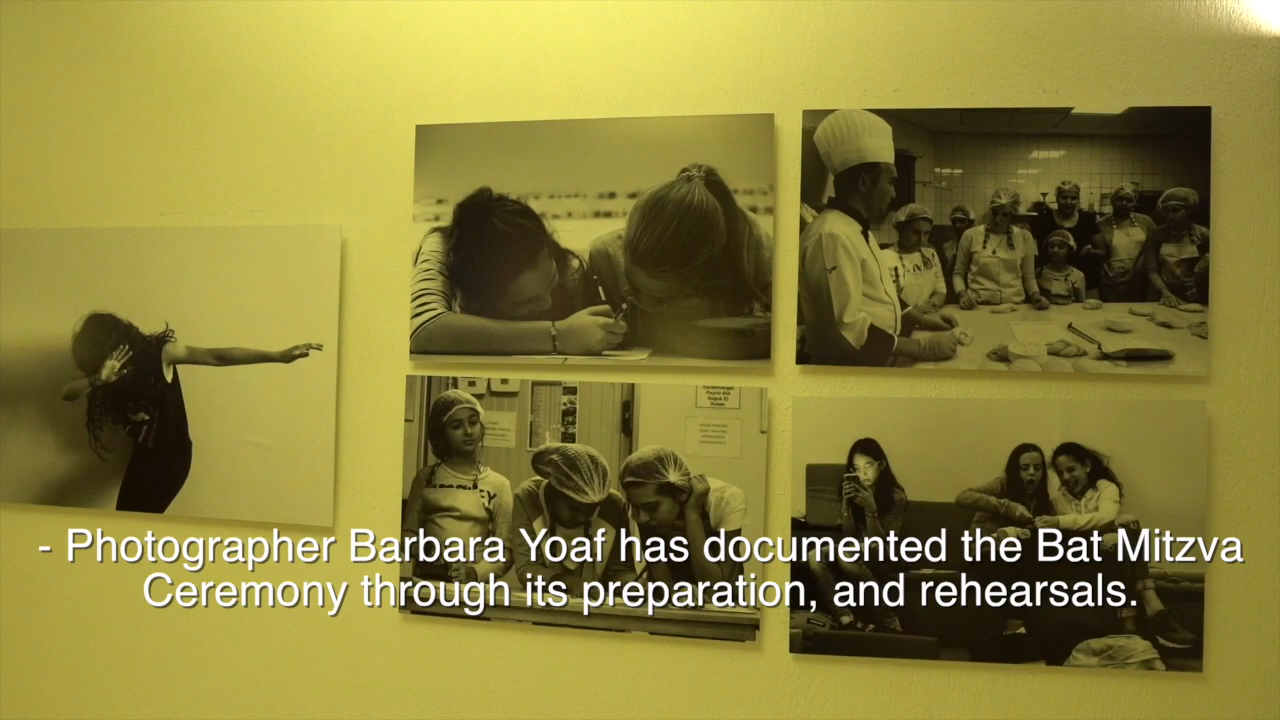 - Photographer Barbara Yoaf has documented the Bat Mitzva
Ceremony through its preparation, and rehearsals.